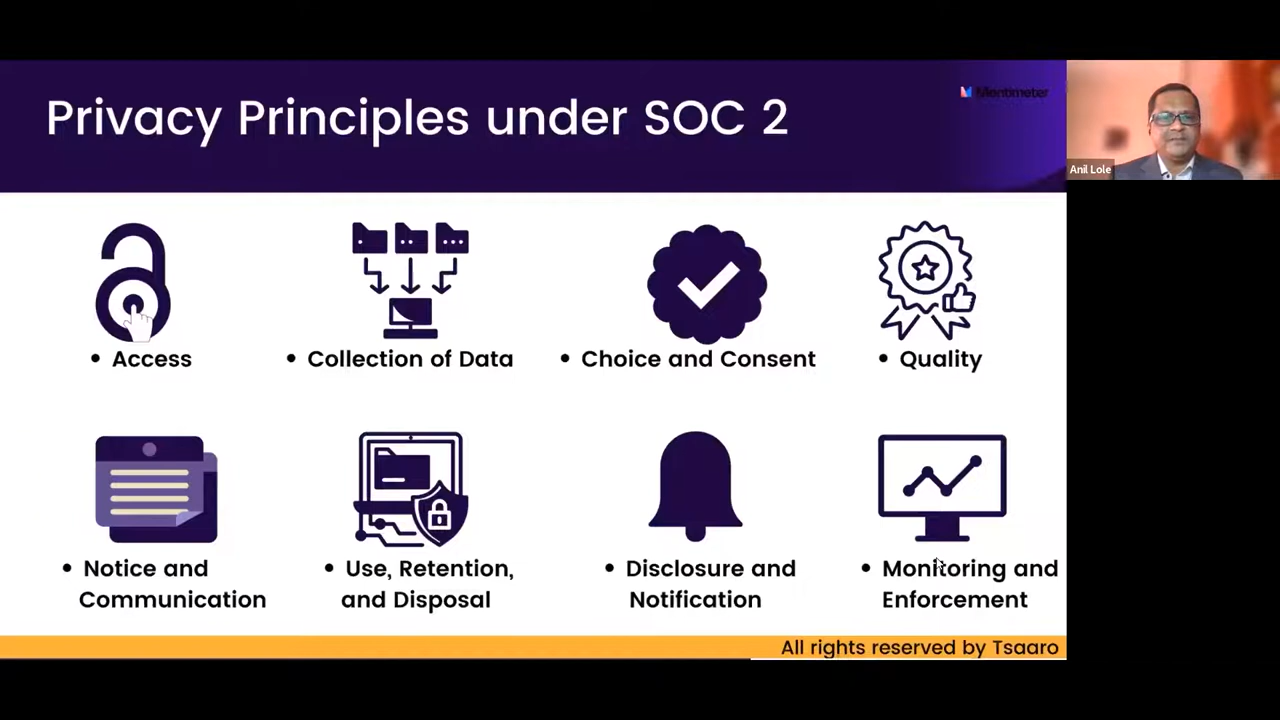 Privacy Principles under SOC 2
Mentimeter
Anil Lole
• Access
• Collection of Data
• Choice and Consent
• Quality
• Notice and
Communication
• Use, Retention,
and Disposal
• Disclosure and
Notification
• Monitoring and
Enforcement
All rights reserved by Tsaaro